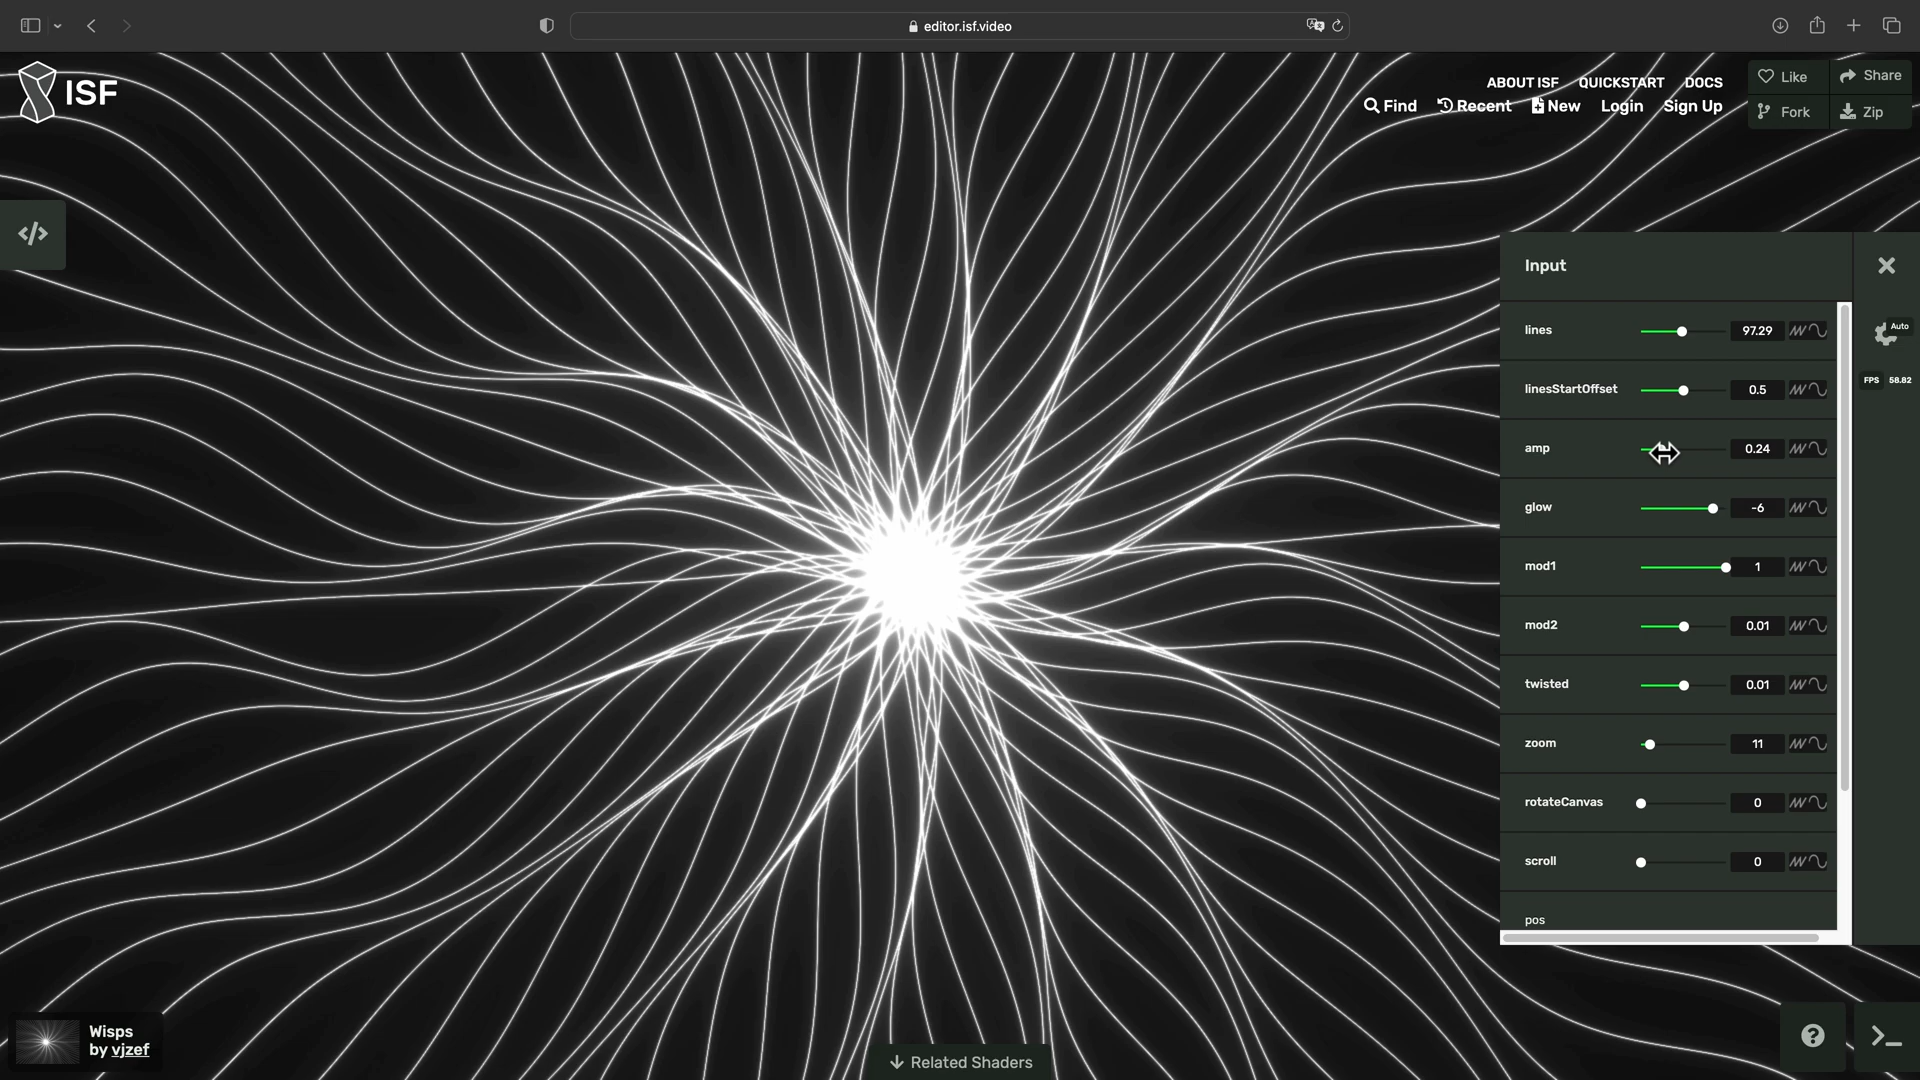 editor.isf.video
ISF
ABOUT ISF QUICKSTART DOCS
Find Recent New Login Sign Up
Like Share
Fork Zip
Input
lines 97.29
linesStartOffset 0.5
amp 0.24
glow -6
mod1 1
mod2 0.01
twisted 0.01
zoom 11
rotateCanvas 0
scroll 0
pos
Auto
FPS 58.82
Wisps
by vjzef
Related Shaders